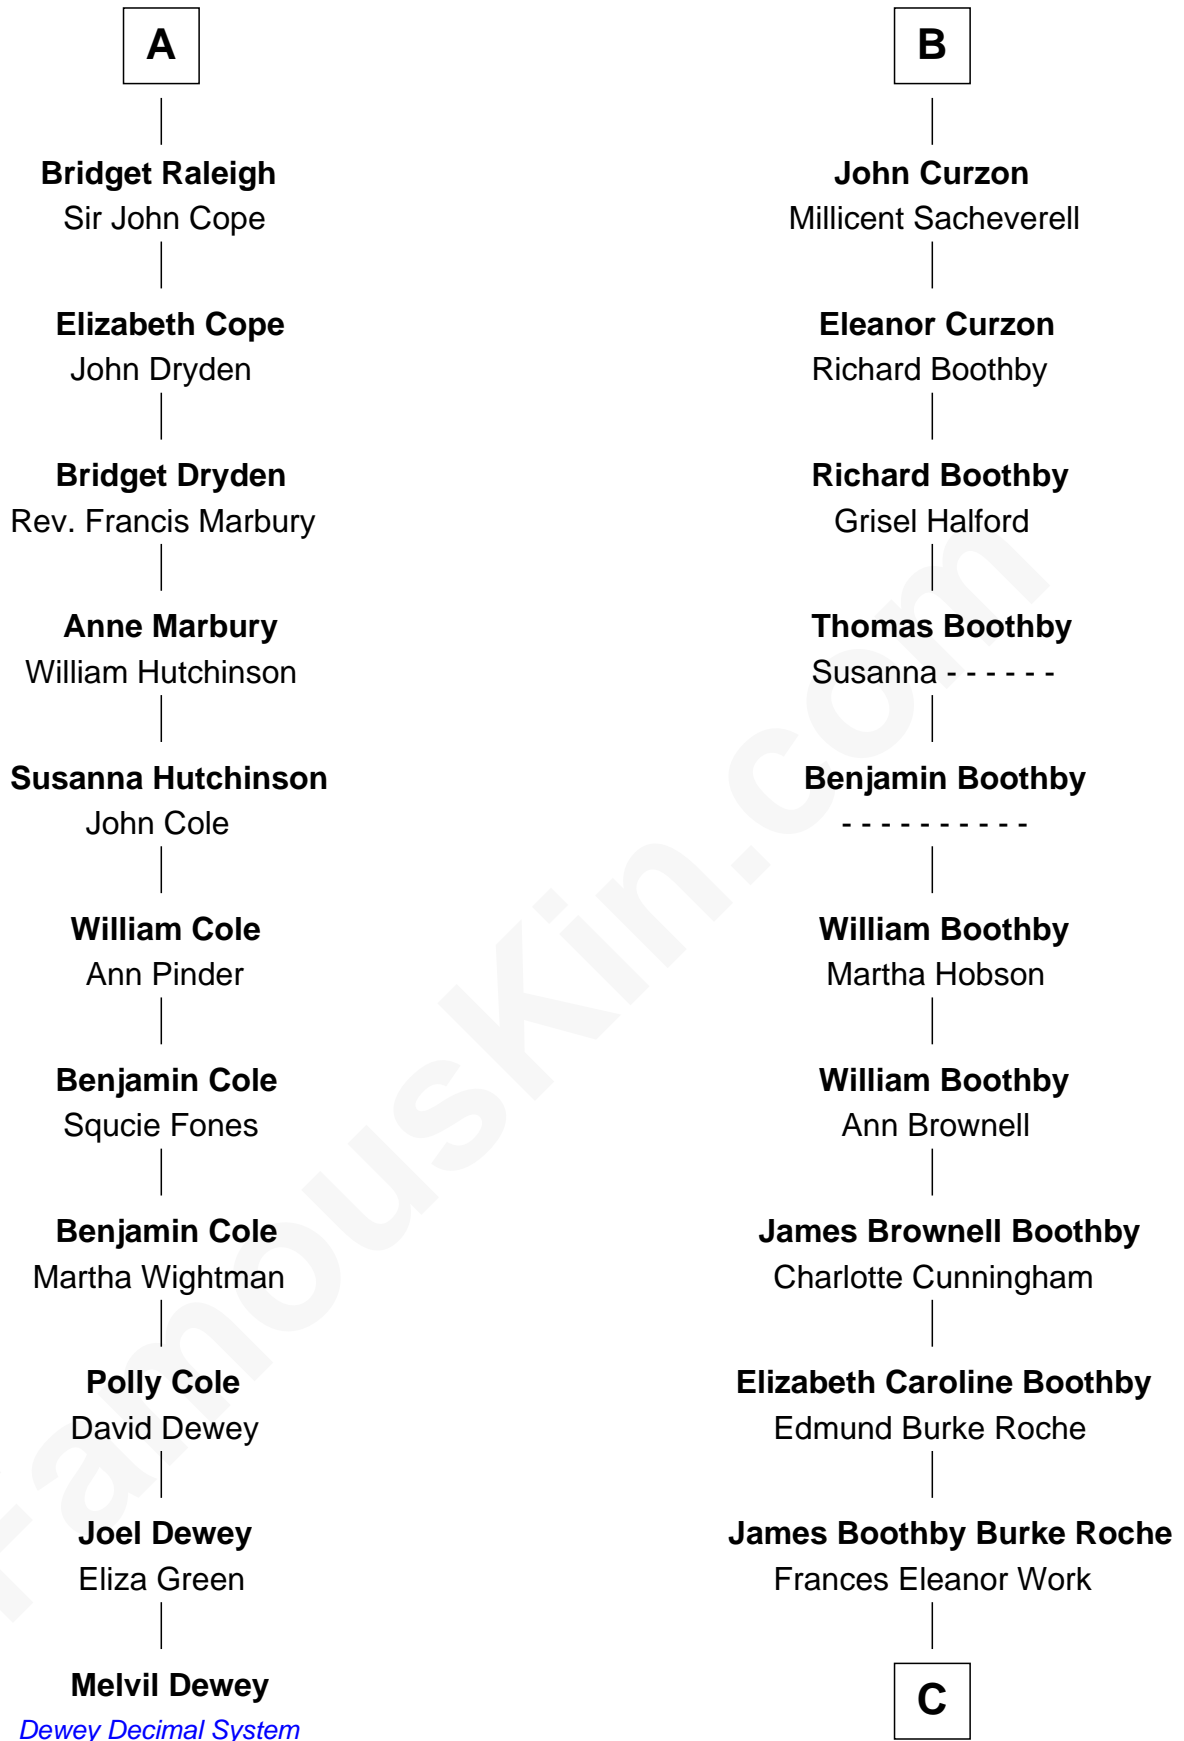 A
Bridget Raleigh
Sir John Cope
Elizabeth Cope
John Dryden
Bridget Dryden
Rev. Francis Marbury
Anne Marbury
William Hutchinson
Susanna Hutchinson
John Cole
William Cole
Ann Pinder
Benjamin Cole
Squcie Fones
Benjamin Cole
Martha Wightman
Polly Cole
David Dewey
Joel Dewey
Eliza Green
Melvil Dewey
Dewey Decimal System
B
John Curzon
Millicent Sacheverell
Eleanor Curzon
Richard Boothby
Richard Boothby
Grisel Halford
Thomas Boothby
Susanna - - - - - -
Benjamin Boothby
- - - - - - - - - -
William Boothby
Martha Hobson
William Boothby
Ann Brownell
James Brownell Boothby
Charlotte Cunningham
Elizabeth Caroline Boothby
Edmund Burke Roche
James Boothby Burke Roche
Frances Eleanor Work
C
FamousKin.com